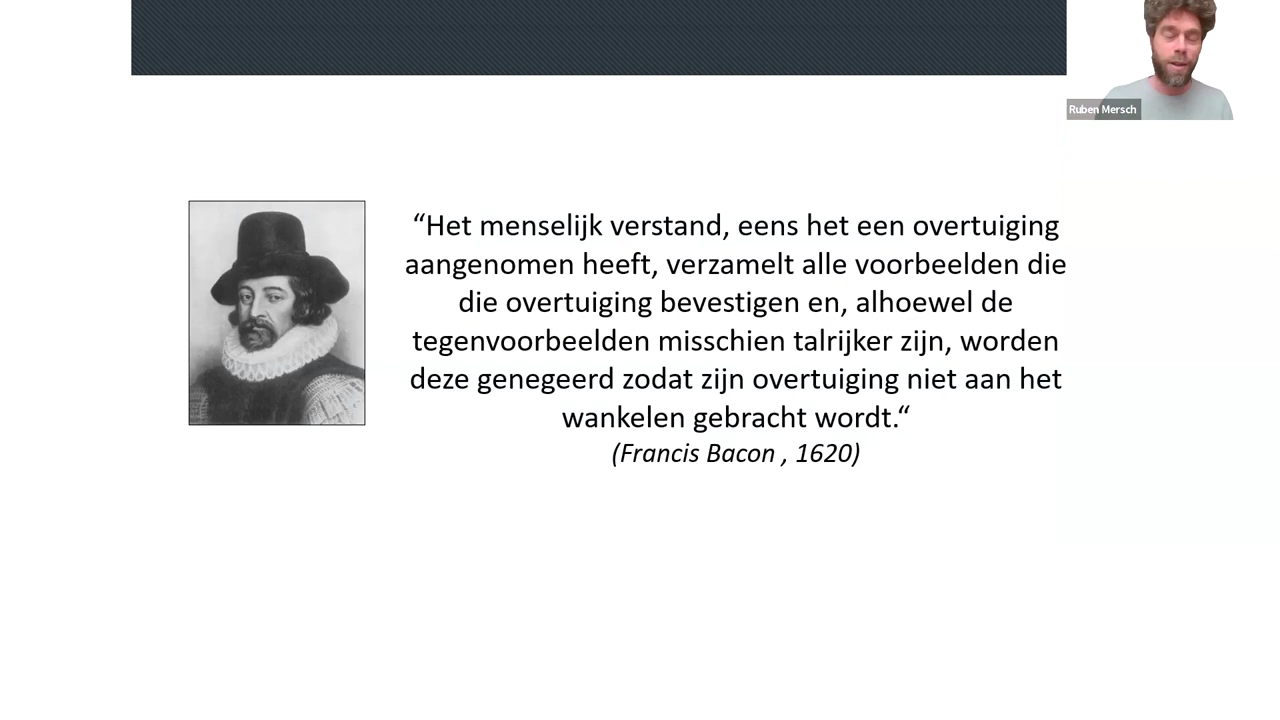 Ruben Mersch
“Het menselijk verstand, eens het een overtuiging
aangenomen heeft, verzamelt alle voorbeelden die
die overtuiging bevestigen en, alhoewel de
tegenvoorbeelden misschien talrijker zijn, worden
deze genegeerd zodat zijn overtuiging niet aan het
wankelen gebracht wordt.“
(Francis Bacon , 1620)